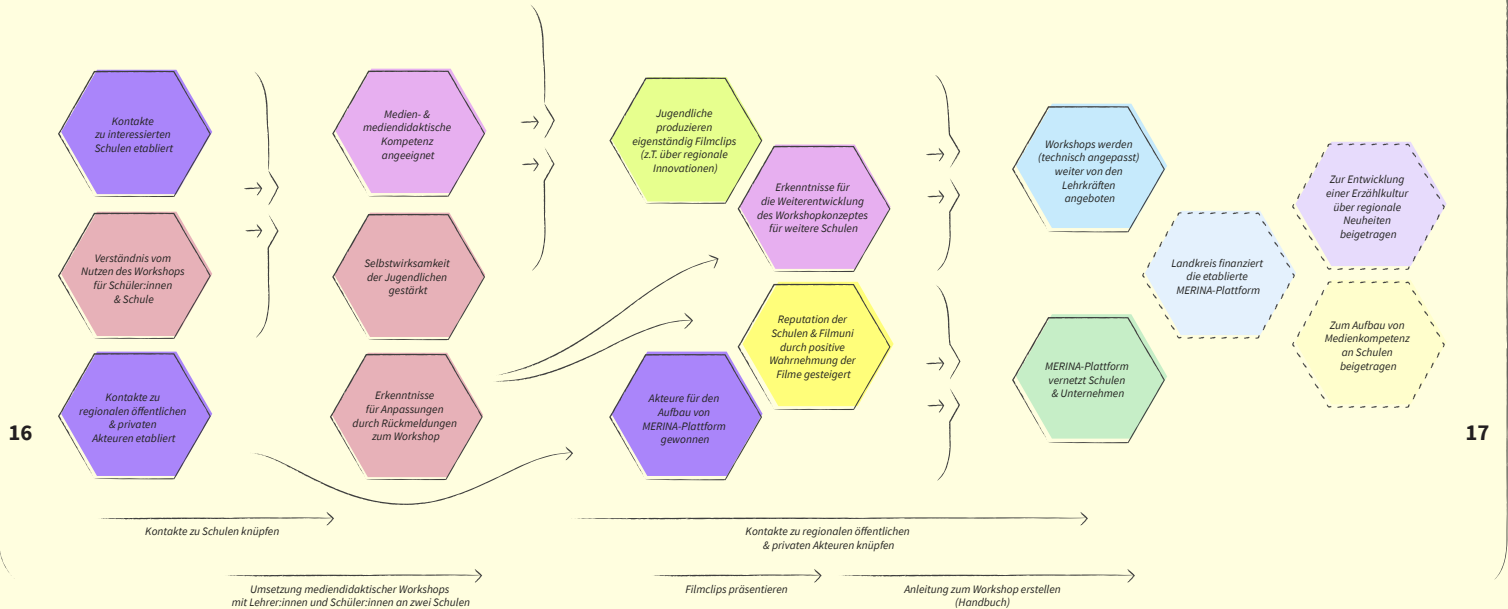 Kontakte
zu interessierten
Schulen etabliert
Verständnis vom
Nutzen des Workshops
für Schüler:innen
& Schule
Kontakte zu
regionalen öffentlichen
& privaten
Akteuren etabliert
16
Medien- &
mediendidaktische
Kompetenz
angeeignet
Selbstwirksamkeit
der Jugendlichen
gestärkt
Erkenntnisse
für Anpassungen
durch Rückmeldungen
zum Workshop
Jugendliche
produzieren
eigenständig Filmclips
(z.T. über regionale
Innovationen)
Erkenntnisse für
die Weiterentwicklung
des Workshopkonzeptes
für weitere Schulen
Reputation der
Schulen & Filmuni
durch positive
Wahrnehmung der
Filme gesteigert
Akteure für den
Aufbau von
MERINA-Plattform
gewonnen
Workshops werden
(technisch angepasst)
weiter von den
Lehrkräften
angeboten
MERINA-Plattform
vernetzt Schulen
& Unternehmen
Landkreis finanziert
die etablierte
MERINA-Plattform
Zur Entwicklung
einer Erzählkultur
über regionale
Neuheiten
beigetragen
Zum Aufbau von
Medienkompetenz
an Schulen
beigetragen
17
Kontakte zu Schulen knüpfen
Kontakte zu regionalen öffentlichen
& privaten Akteuren knüpfen
Umsetzung mediendidaktischer Workshops
mit Lehrer:innen und Schüler:innen an zwei Schulen
Filmclips präsentieren
Anleitung zum Workshop erstellen
(Handbuch)